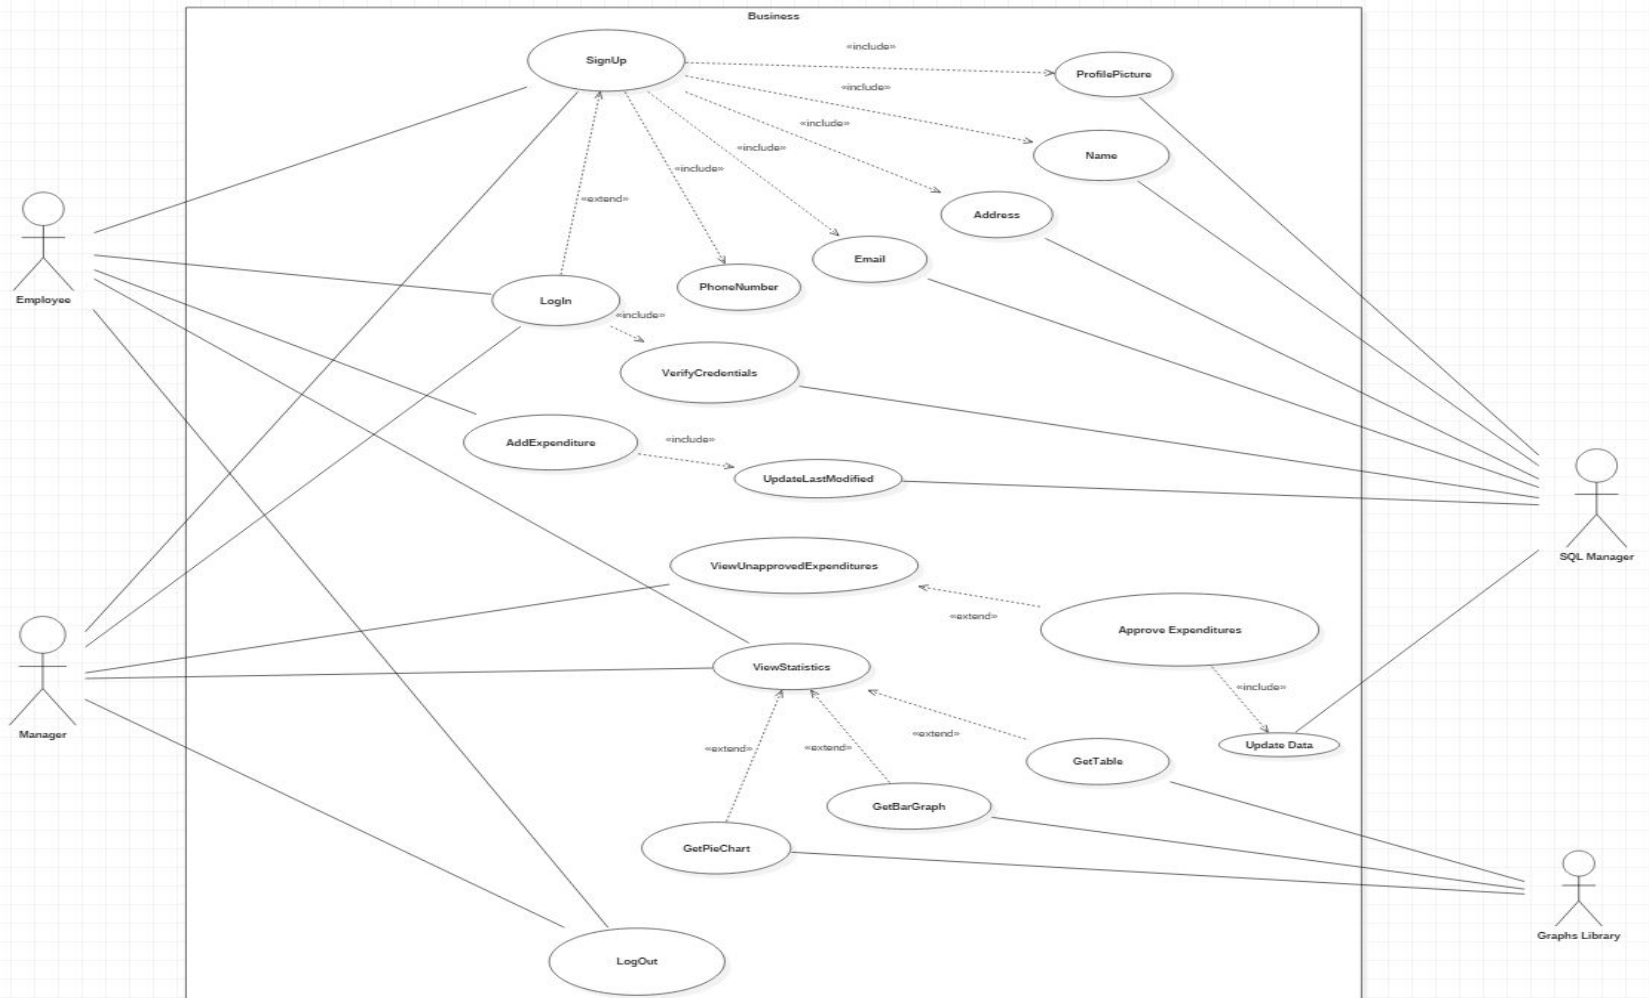 Business
SignUp
«include»
ProfilePicture
«include»
«include»
«include»
Name
«include»
«extend»
Address
Employee
Email
PhoneNumber
LogIn
«include»
VerifyCredentials
AddExpenditure
«include»
UpdateLastModified
SQL Manager
ViewUnapprovedExpenditures
«extend»
Approve Expenditures
ViewStatistics
«include»
Manager
«extend»
«extend»
«extend»
Update Data
GetTable
GetBarGraph
GetPieChart
Graphs Library
LogOut